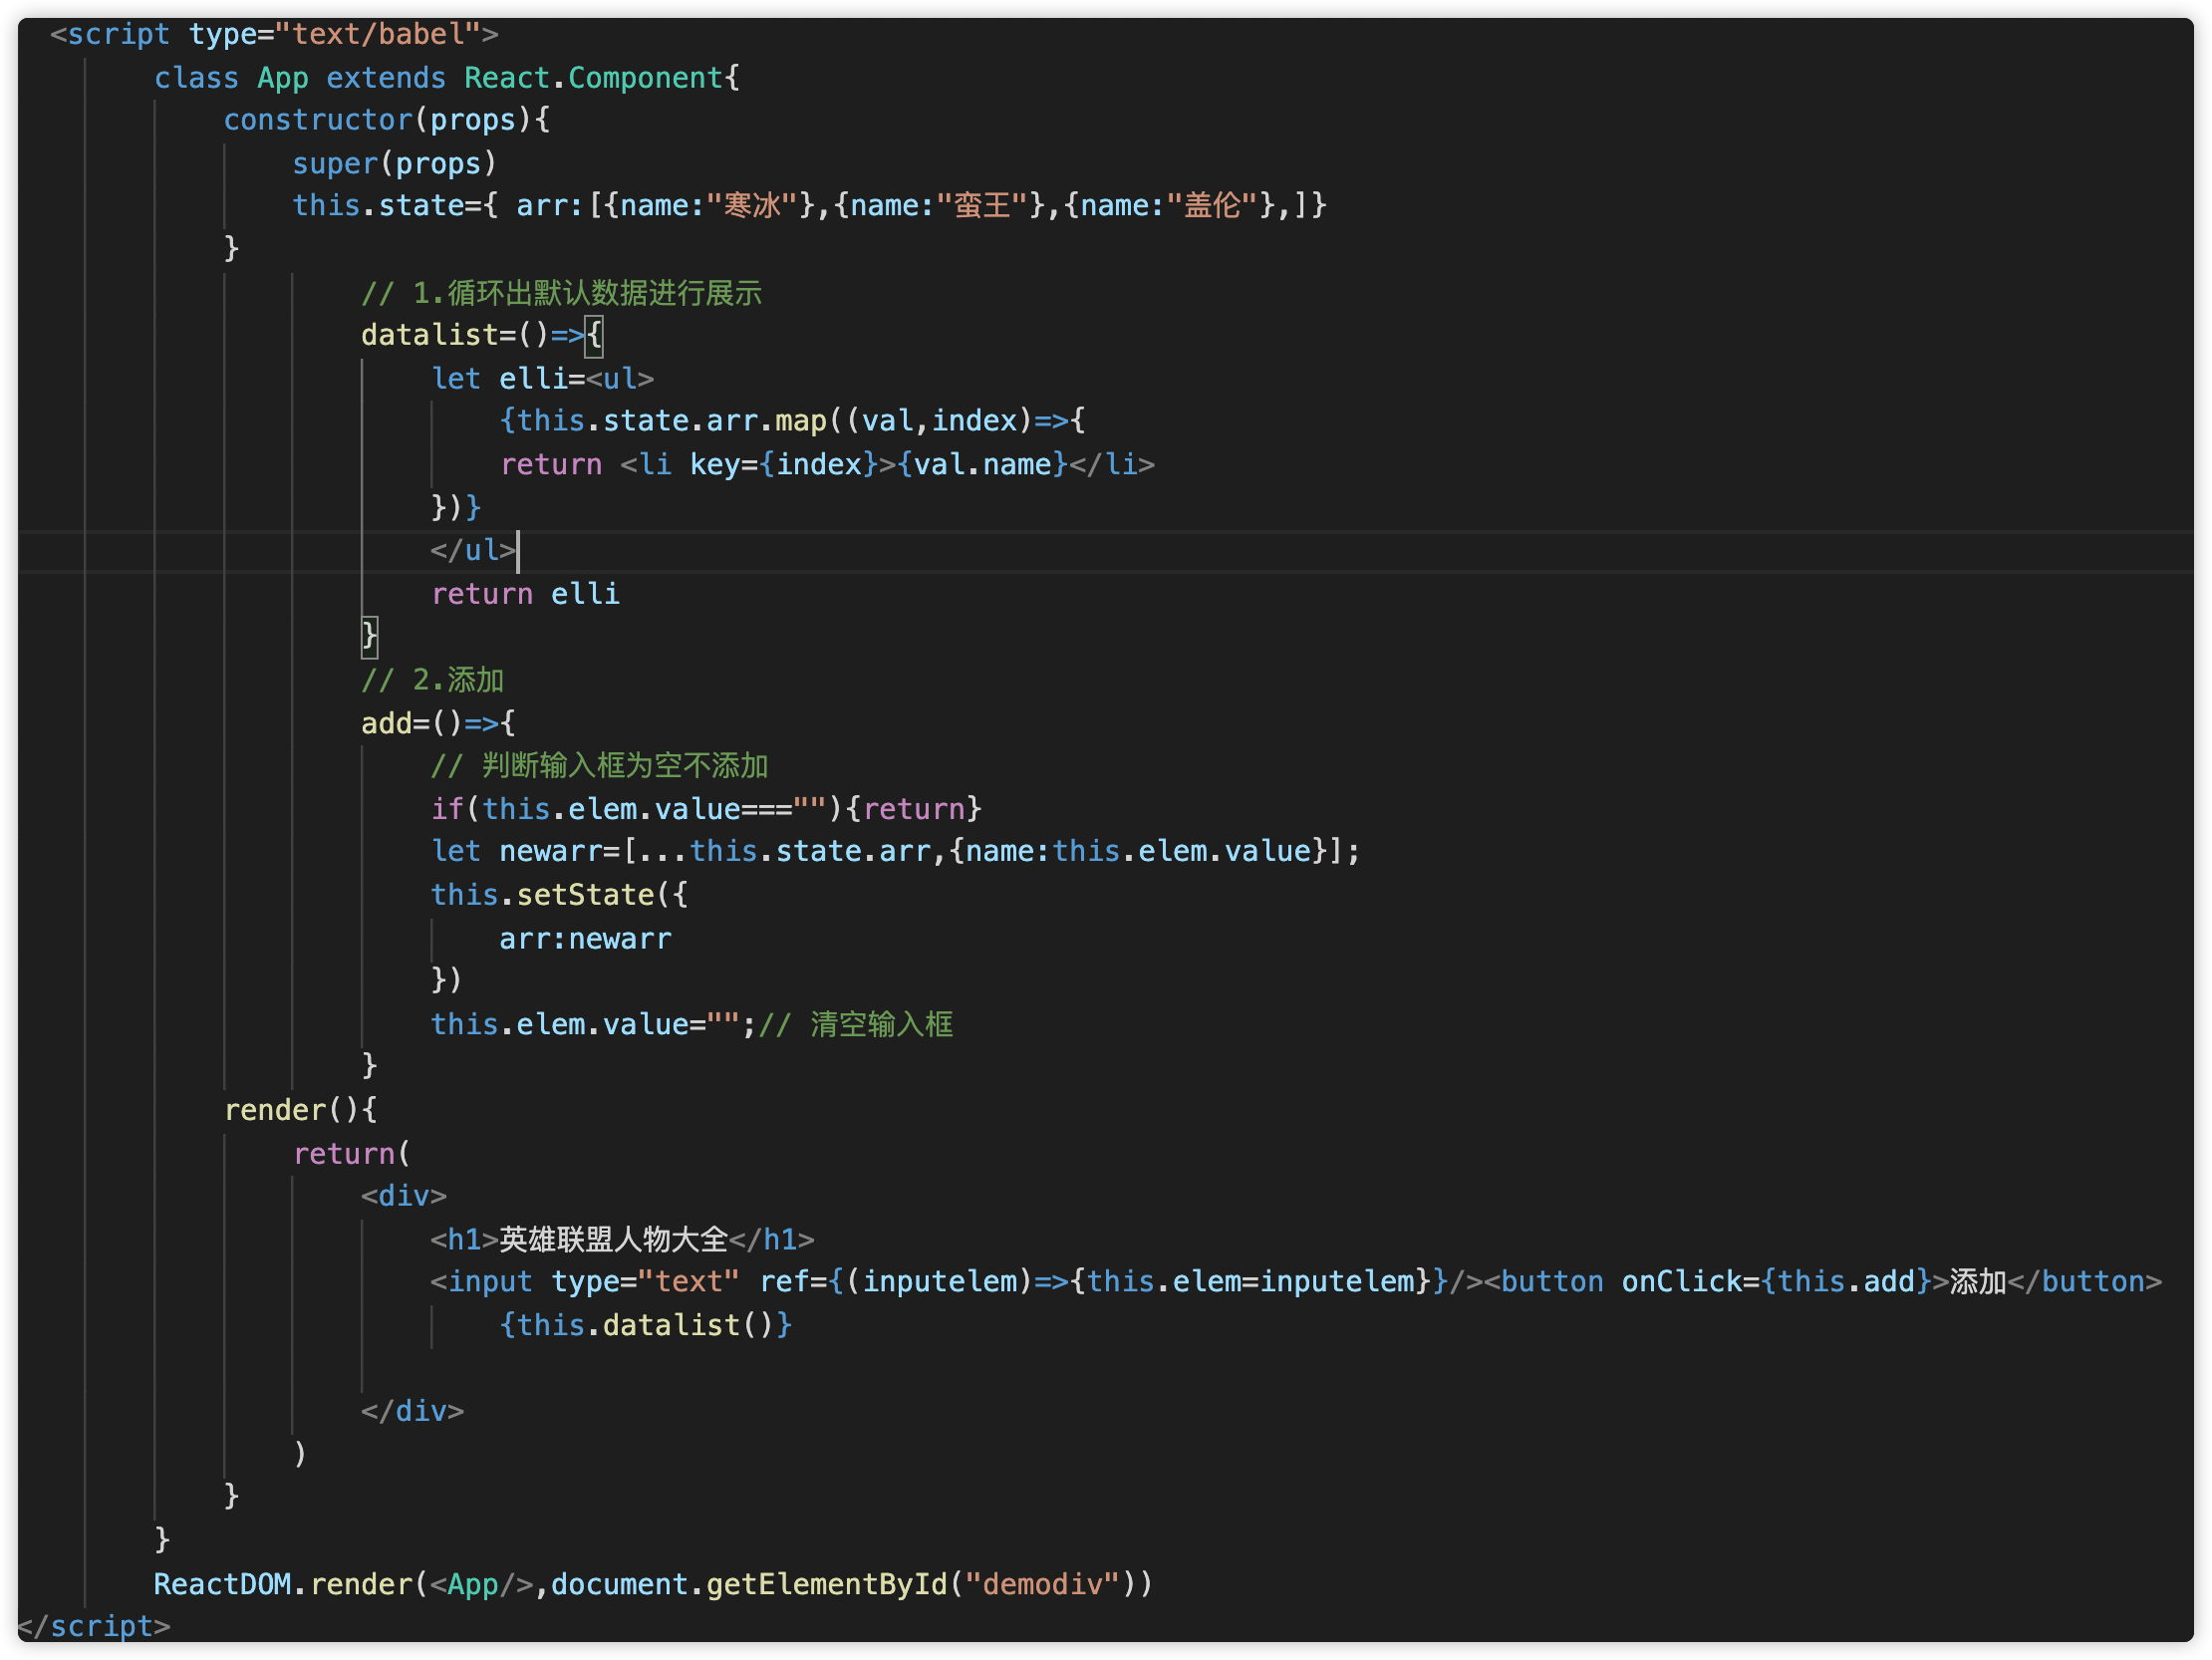 <script type="text/babel">
class App extends React.Component{
constructor(props){
super(props)
this.state={ arr:[{name:"寒冰"},{name:"蛮王"},{name:"盖伦"},]}
}
// 1.循环出默认数据进行展示
datalist=()=>{
let elli=<ul>
{this.state.arr.map((val,index)=>{
return <li key={index}>{val.name}</li>
})}
</ul>
return elli
}
// 2.添加
add=()=>{
// 判断输入框为空不添加
if(this.elem.value===""){return}
let newarr=[...this.state.arr,{name:this.elem.value}];
this.setState({
arr:newarr
})
this.elem.value="";// 清空输入框
}
render(){
return(
<div>
<h1>英雄联盟人物大全</h1>
<input type="text" ref={(inputelem)=>{this.elem=inputelem}}/><button onClick={this.add}>添加</button>
{this.datalist()}
</div>
)
}
}
ReactDOM.render(<App/>,document.getElementById("demodiv"))
</script>